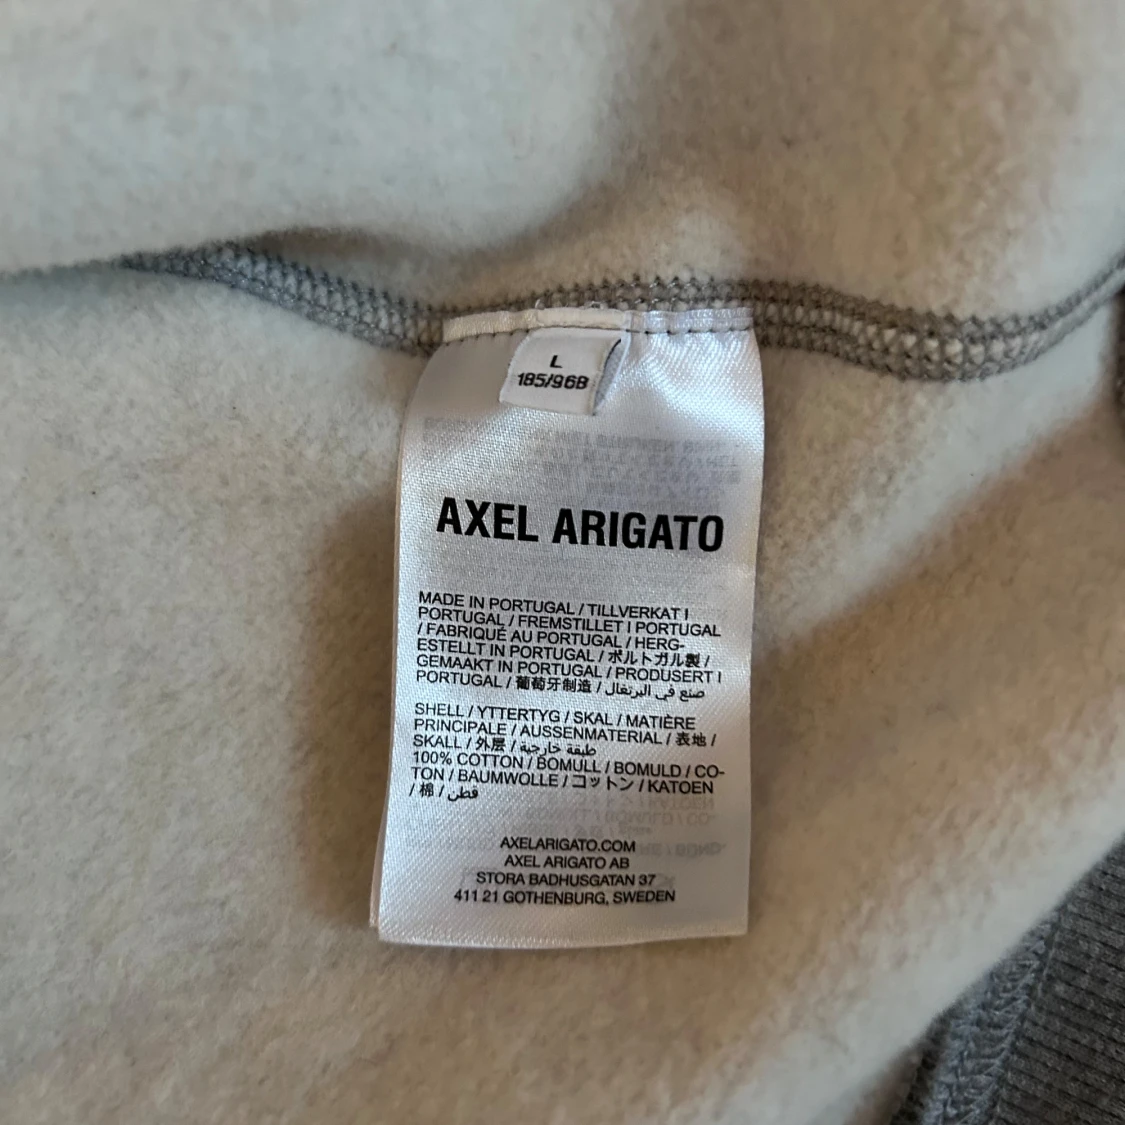 L
185/96B
AXEL ARIGATO
MADE IN PORTUGAL / TILLVERKAT I
PORTUGAL / FREMSTILLET I PORTUGAL
/ FABRIQUÉ AU PORTUGAL / HERG-
ESTELLT IN PORTUGAL / ポルトガル製 /
GEMAAKT IN PORTUGAL / PRODUSERT I
PORTUGAL / 葡萄牙制造 / صنع في البرتغال
SHELL / YTTERTYG / SKAL / MATIÈRE
PRINCIPALE / AUSSENMATERIAL / 表地 /
SKALL / 外层 / طبقة خارجية /
100% COTTON / BOMULL / BOMULD / CO-
TON / BAUMWOLLE / コットン / KATOEN
/ 棉 / قطن
AXELARIGATO.COM
AXEL ARIGATO AB
STORA BADHUSGATAN 37
411 21 GOTHENBURG, SWEDEN